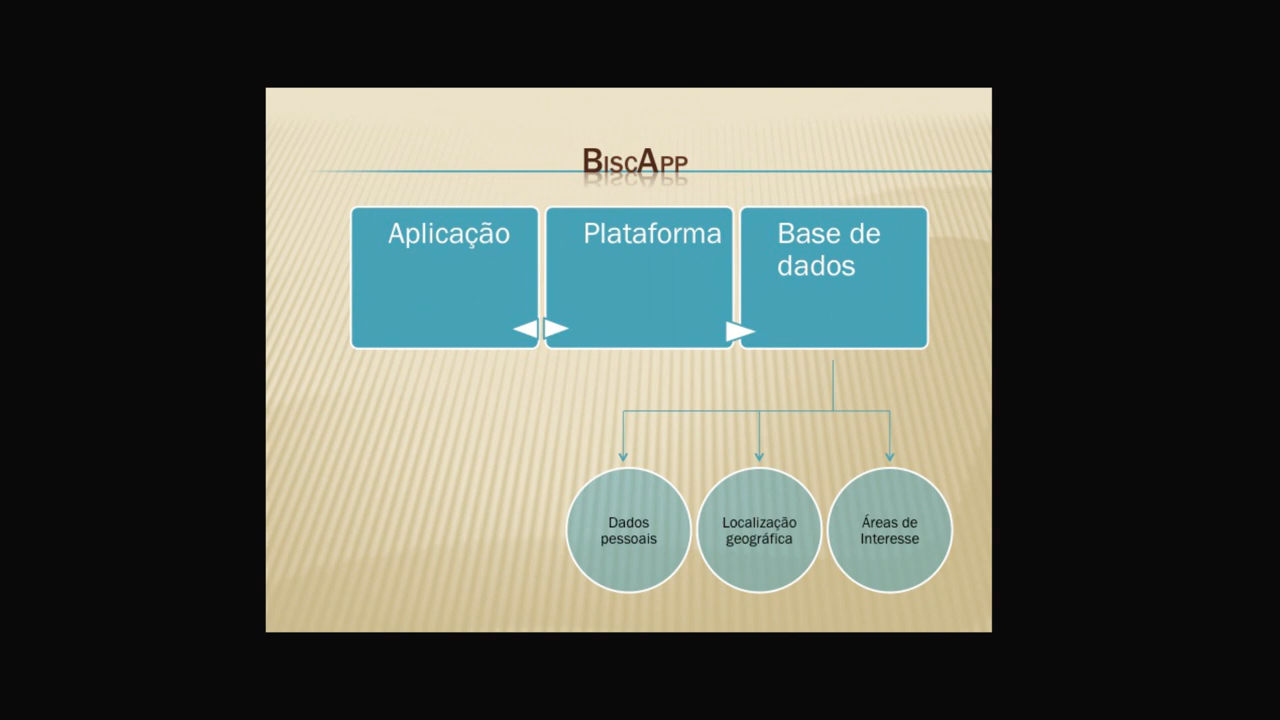 BiscApp
Aplicação
Plataforma
Base de
dados
Dados
pessoais
Localização
geográfica
Áreas de
Interesse